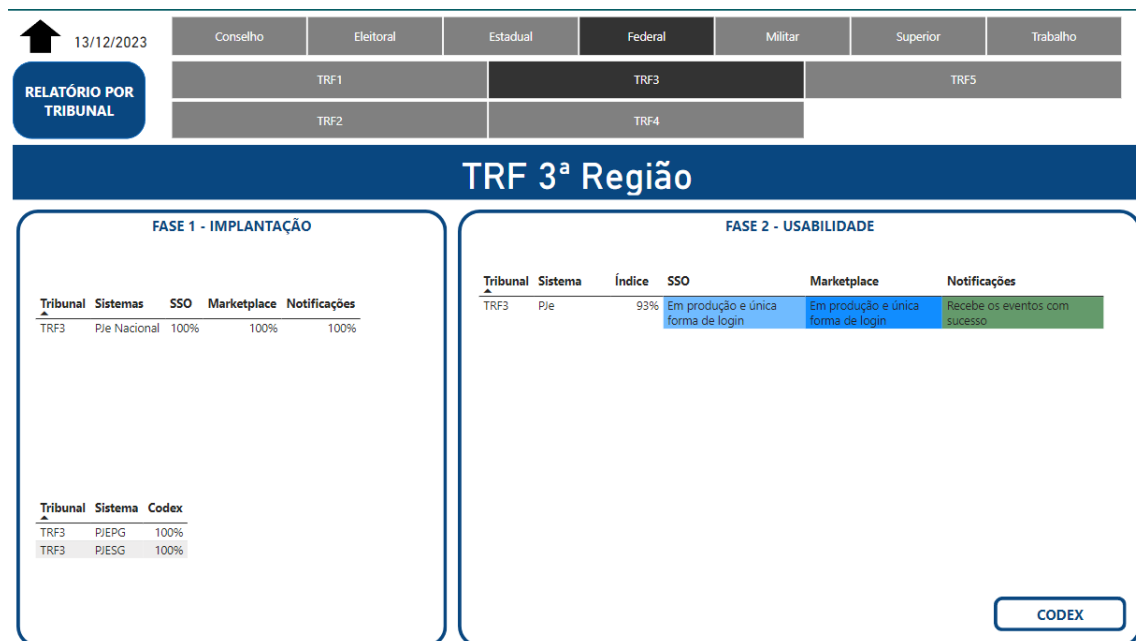 13/12/2023
Conselho Eleitoral Estadual Federal Militar Superior Trabalho
RELATÓRIO POR
TRIBUNAL
TRF1 TRF3 TRF5
TRF2 TRF4
TRF 3ª Região
FASE 1 - IMPLANTAÇÃO
Tribunal Sistemas SSO Marketplace Notificações
TRF3 PJe Nacional 100% 100% 100%
Tribunal Sistema Codex
TRF3 PJEPG 100%
TRF3 PJESG 100%
FASE 2 - USABILIDADE
Tribunal Sistema Índice SSO Marketplace Notificações
TRF3 PJe 93% Em produção e única Em produção e única Recebe os eventos com
forma de login forma de login sucesso
CODEX